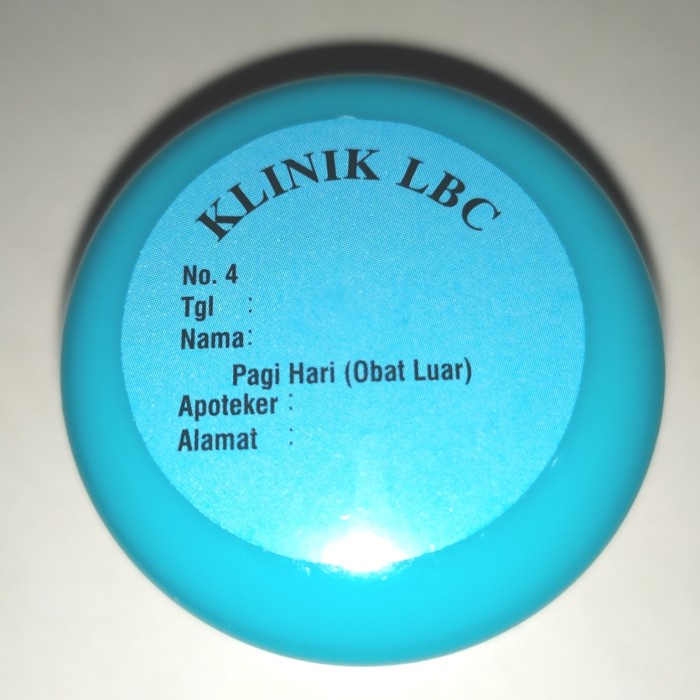 KLINIK LBC
No. 4
Tgl :
Nama:
Pagi Hari (Obat Luar)
Apoteker :
Alamat :